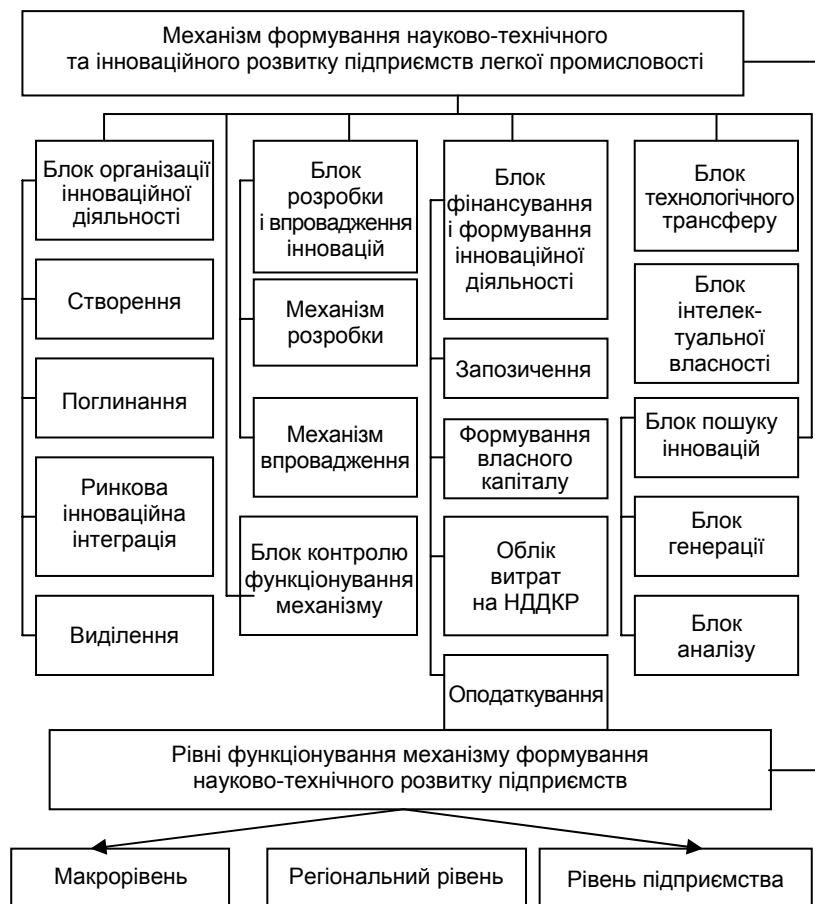 Механізм формування науково-технічного
та інноваційного розвитку підприємств легкої промисловості
Блок організації
інноваційної
діяльності
Створення
Поглинання
Ринкова
інноваційна
інтеграція
Виділення
Блок
розробки
і впровадження
інновацій
Механізм
розробки
Механізм
впровадження
Блок контролю
функціонування
механізму
Блок
фінансування
і формування
інноваційної
діяльності
Запозичення
Формування
власного
капіталу
Облік
витрат
на НДДКР
Оподаткування
Блок
технологічного
трансферу
Блок
інтелек-
туальної
власності
Блок пошуку
інновацій
Блок
генерації
Блок
аналізу
Рівні функціонування механізму формування
науково-технічного розвитку підприємств
Макрорівень
Регіональний рівень
Рівень підприємства